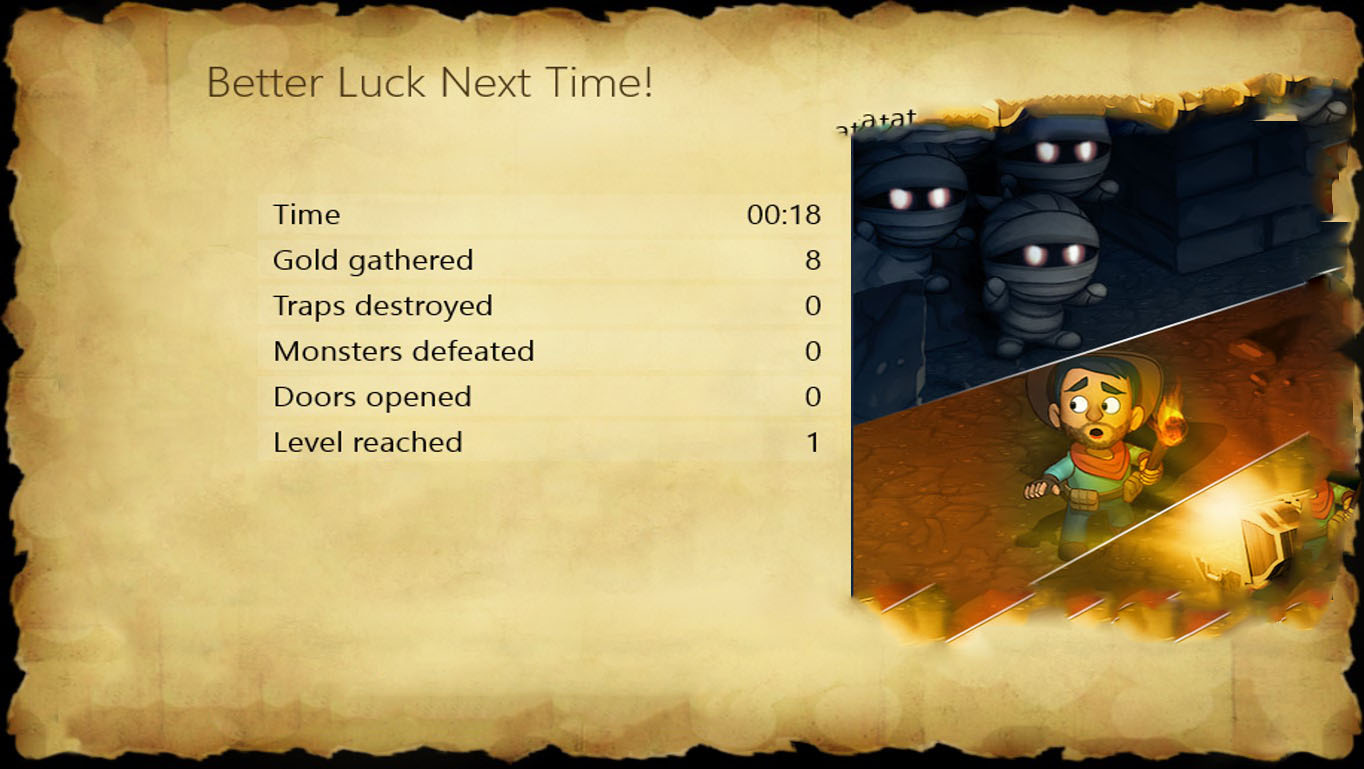 Better Luck Next Time!
Time 00:18
Gold gathered 8
Traps destroyed 0
Monsters defeated 0
Doors opened 0
Level reached 1